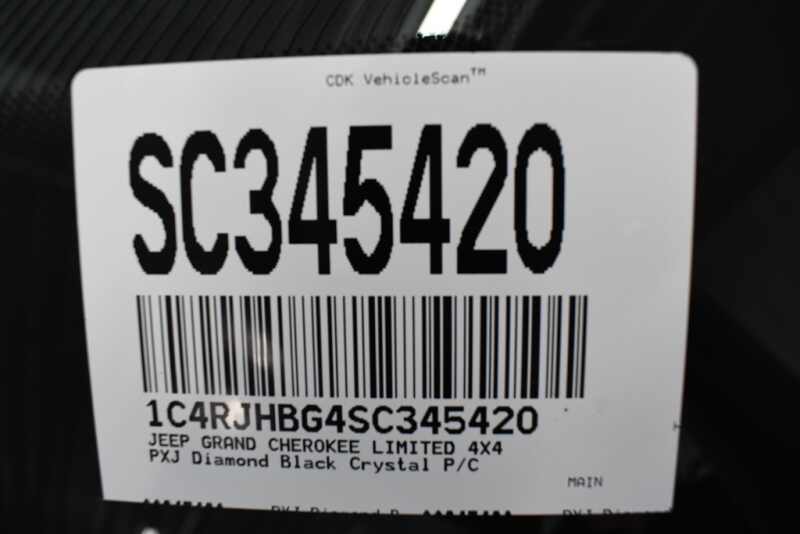 CDK VehicleScan™
SC345420
1C4RJHBG4SC345420
JEEP GRAND CHEROKEE LIMITED 4X4
PXJ Diamond Black Crystal P/C
MAIN